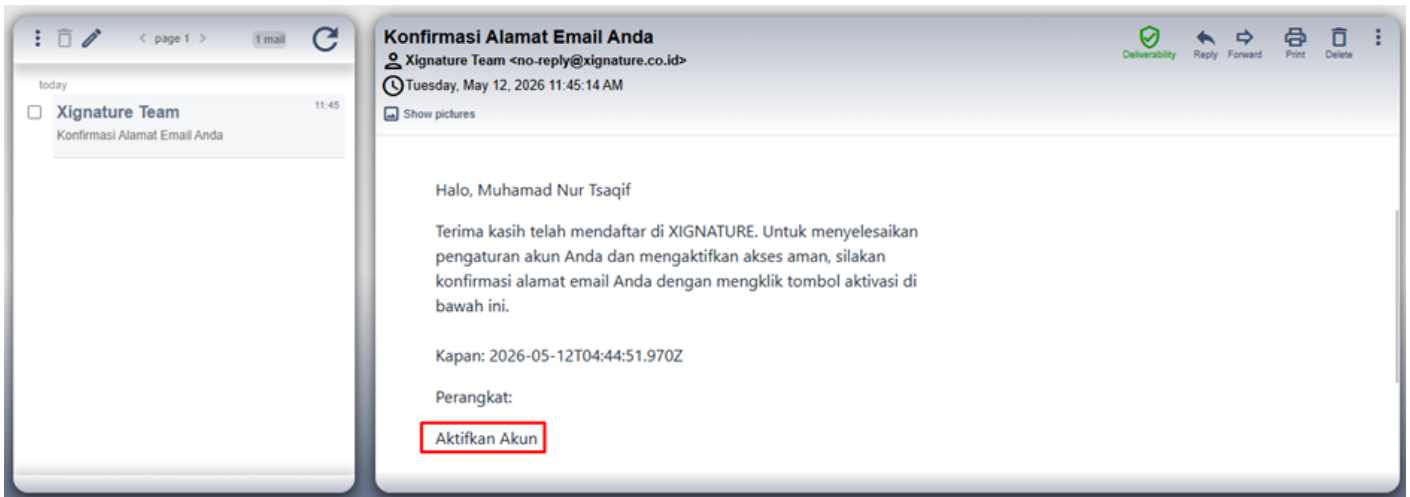 page 1
1 mail
today
Xignature Team
11:45
Konfirmasi Alamat Email Anda
Konfirmasi Alamat Email Anda
Xignature Team <no-reply@xignature.co.id>
Tuesday, May 12, 2026 11:45:14 AM
Show pictures
Deliverability
Reply
Forward
Print
Delete
Halo, Muhamad Nur Tsaqif
Terima kasih telah mendaftar di XIGNATURE. Untuk menyelesaikan
pengaturan akun Anda dan mengaktifkan akses aman, silakan
konfirmasi alamat email Anda dengan mengklik tombol aktivasi di
bawah ini.
Kapan: 2026-05-12T04:44:51.970Z
Perangkat:
Aktifkan Akun